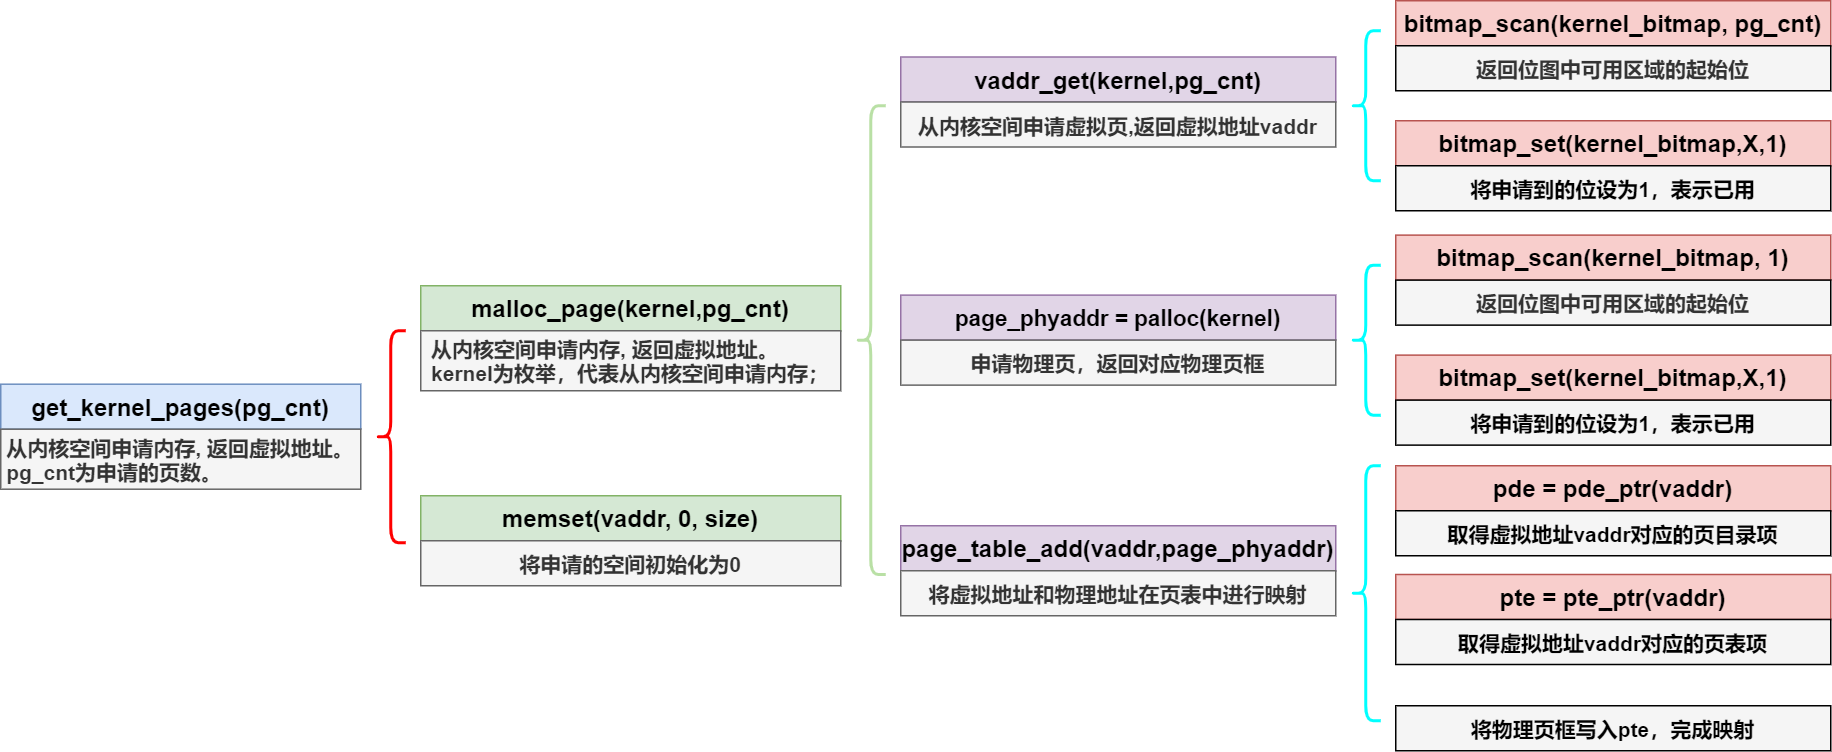 get_kernel_pages(pg_cnt)
从内核空间申请内存, 返回虚拟地址。
pg_cnt为申请的页数。
malloc_page(kernel,pg_cnt)
从内核空间申请内存, 返回虚拟地址。
kernel为枚举，代表从内核空间申请内存；
memset(vaddr, 0, size)
将申请的空间初始化为0
vaddr_get(kernel,pg_cnt)
从内核空间申请虚拟页,返回虚拟地址vaddr
page_phyaddr = palloc(kernel)
申请物理页，返回对应物理页框
page_table_add(vaddr,page_phyaddr)
将虚拟地址和物理地址在页表中进行映射
bitmap_scan(kernel_bitmap, pg_cnt)
返回位图中可用区域的起始位
bitmap_set(kernel_bitmap,X,1)
将申请到的位设为1，表示已用
bitmap_scan(kernel_bitmap, 1)
返回位图中可用区域的起始位
bitmap_set(kernel_bitmap,X,1)
将申请到的位设为1，表示已用
pde = pde_ptr(vaddr)
取得虚拟地址vaddr对应的页目录项
pte = pte_ptr(vaddr)
取得虚拟地址vaddr对应的页表项
将物理页框写入pte，完成映射